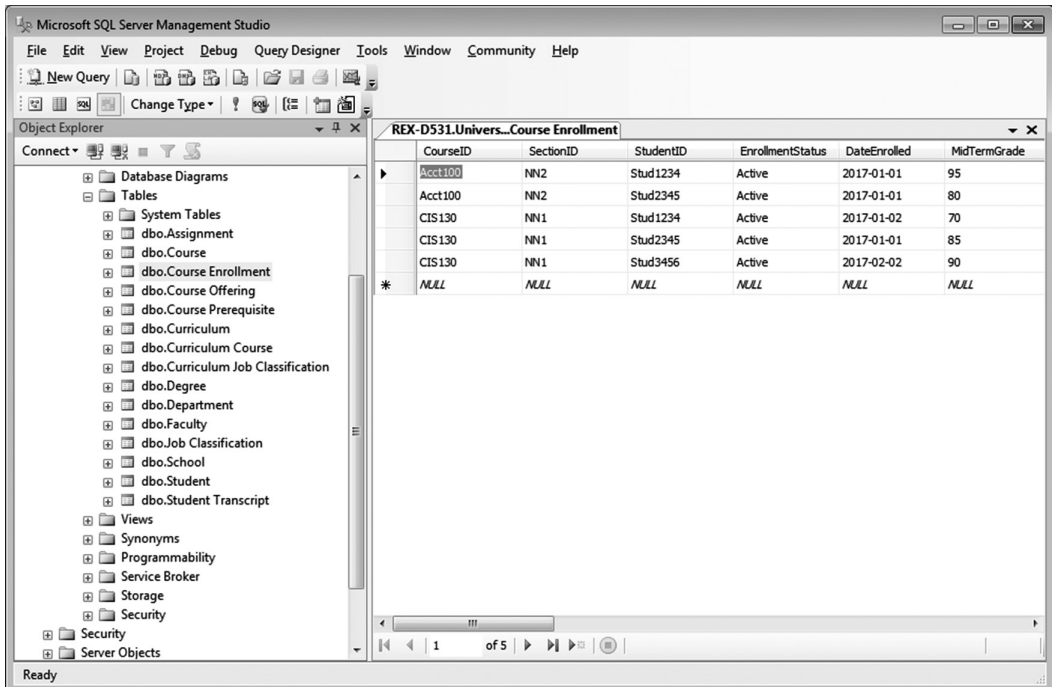 Microsoft SQL Server Management Studio
File Edit View Project Debug Query Designer Tools Window Community Help
New Query
Change Type
Object Explorer
Connect
Database Diagrams
Tables
System Tables
dbo.Assignment
dbo.Course
dbo.Course Enrollment
dbo.Course Offering
dbo.Course Prerequisite
dbo.Curriculum
dbo.Curriculum Course
dbo.Curriculum Job Classification
dbo.Degree
dbo.Department
dbo.Faculty
dbo.Job Classification
dbo.School
dbo.Student
dbo.Student Transcript
Views
Synonyms
Programmability
Service Broker
Storage
Security
Security
Server Objects
REX-D531.Univers...Course Enrollment
CourseID SectionID StudentID EnrollmentStatus DateEnrolled MidTermGrade
Acct100 NN2 Stud1234 Active 2017-01-01 95
Acct100 NN2 Stud2345 Active 2017-01-01 80
CIS130 NN1 Stud1234 Active 2017-01-02 70
CIS130 NN1 Stud2345 Active 2017-01-01 85
CIS130 NN1 Stud3456 Active 2017-02-02 90
NULL NULL NULL NULL NULL NULL
1 of 5
Ready